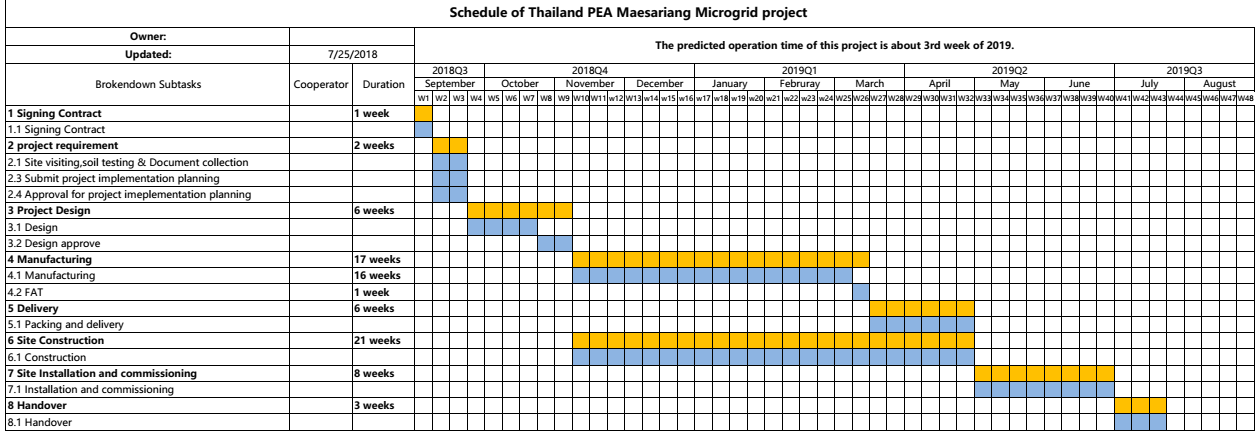 Schedule of Thailand PEA Maesariang Microgrid project
Owner:
Updated: 7/25/2018
The predicted operation time of this project is about 3rd week of 2019.
Brokendown Subtasks Cooperator Duration
2018Q3 2018Q4 2019Q1 2019Q2 2019Q3
September October November December January Februray March April May June July August
W1 W2 W3 W4 W5 W6 W7 W8 W9 W10 W11 w12 W13 w14 W15 w16 w17 w18 w19 w20 w21 w22 w23 w24 W25 W26 W27 W28 W29 W30 W31 W32 W33 W34 W35 W36 W37 W38 W39 W40 W41 W42 W43 W44 W45 W46 W47 W48
1 Signing Contract 1 week
1.1 Signing Contract
2 project requirement 2 weeks
2.1 Site visiting,soil testing & Document collection
2.3 Submit project implementation planning
2.4 Approval for project imeplementation planning
3 Project Design 6 weeks
3.1 Design
3.2 Design approve
4 Manufacturing 17 weeks
4.1 Manufacturing 16 weeks
4.2 FAT 1 week
5 Delivery 6 weeks
5.1 Packing and delivery
6 Site Construction 21 weeks
6.1 Construction
7 Site Installation and commissioning 8 weeks
7.1 Installation and commissioning
8 Handover 3 weeks
8.1 Handover